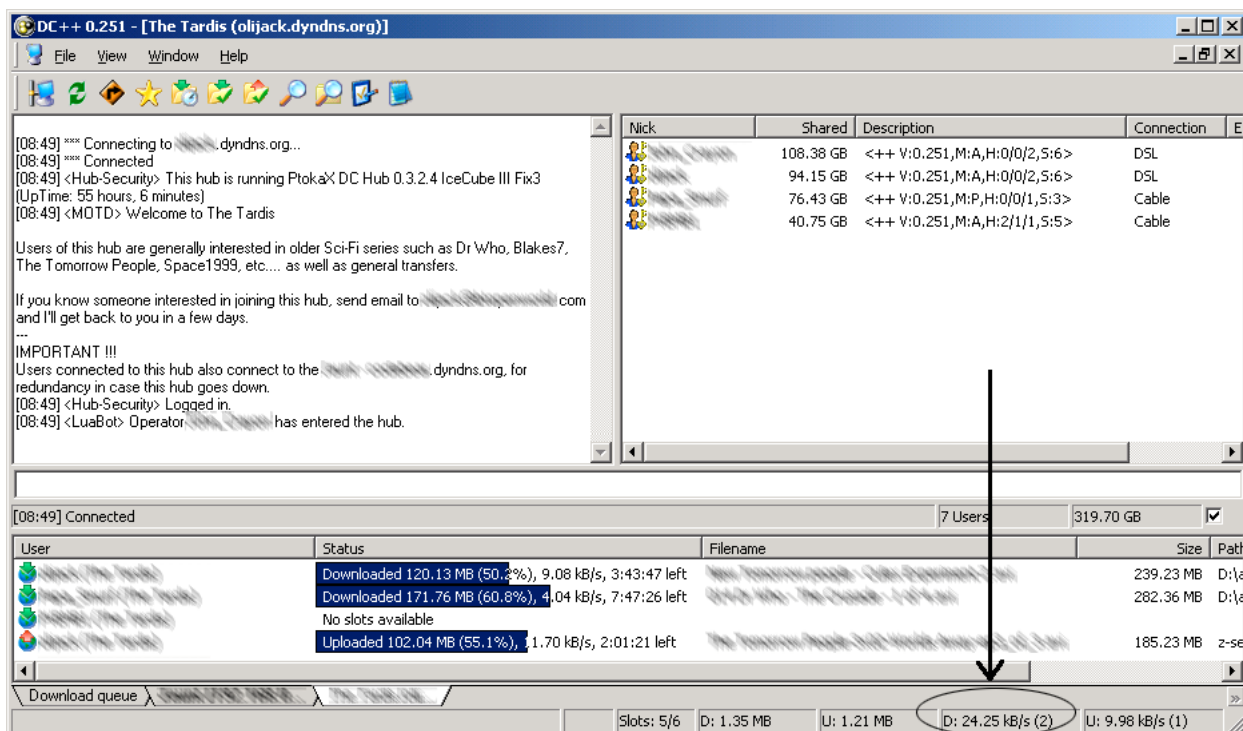 DC++ 0.251 - [The Tardis (olijack.dyndns.org)]
File View Window Help
[08:49] *** Connecting to .dyndns.org...
[08:49] *** Connected
[08:49] <Hub-Security> This hub is running PtokaX DC Hub 0.3.2.4 IceCube III Fix3
(UpTime: 55 hours, 6 minutes)
[08:49] <MOTD> Welcome to The Tardis
Users of this hub are generally interested in older Sci-Fi series such as Dr Who, Blakes7,
The Tomorrow People, Space1999, etc.... as well as general transfers.
If you know someone interested in joining this hub, send email to com
and I'll get back to you in a few days.
---
IMPORTANT !!!
Users connected to this hub also connect to the .dyndns.org, for
redundancy in case this hub goes down.
[08:49] <Hub-Security> Logged in.
[08:49] <LuaBot> Operator has entered the hub.
Nick Shared Description Connection E
108.38 GB <++ V:0.251,M:A,H:0/0/2,S:6> DSL
94.15 GB <++ V:0.251,M:A,H:0/0/2,S:6> DSL
76.43 GB <++ V:0.251,M:P,H:0/0/1,S:3> Cable
40.75 GB <++ V:0.251,M:A,H:2/1/1,S:5> Cable
[08:49] Connected 7 Users 319.70 GB
User Status Filename Size Path
Downloaded 120.13 MB (50.2%), 9.08 kB/s, 3:43:47 left 239.23 MB D:\a
Downloaded 171.76 MB (60.8%), 4.04 kB/s, 7:47:26 left 282.36 MB D:\a
No slots available
Uploaded 102.04 MB (55.1%), 11.70 kB/s, 2:01:21 left 185.23 MB z-se
Download queue
Slots: 5/6 D: 1.35 MB U: 1.21 MB D: 24.25 kB/s (2) U: 9.98 kB/s (1)